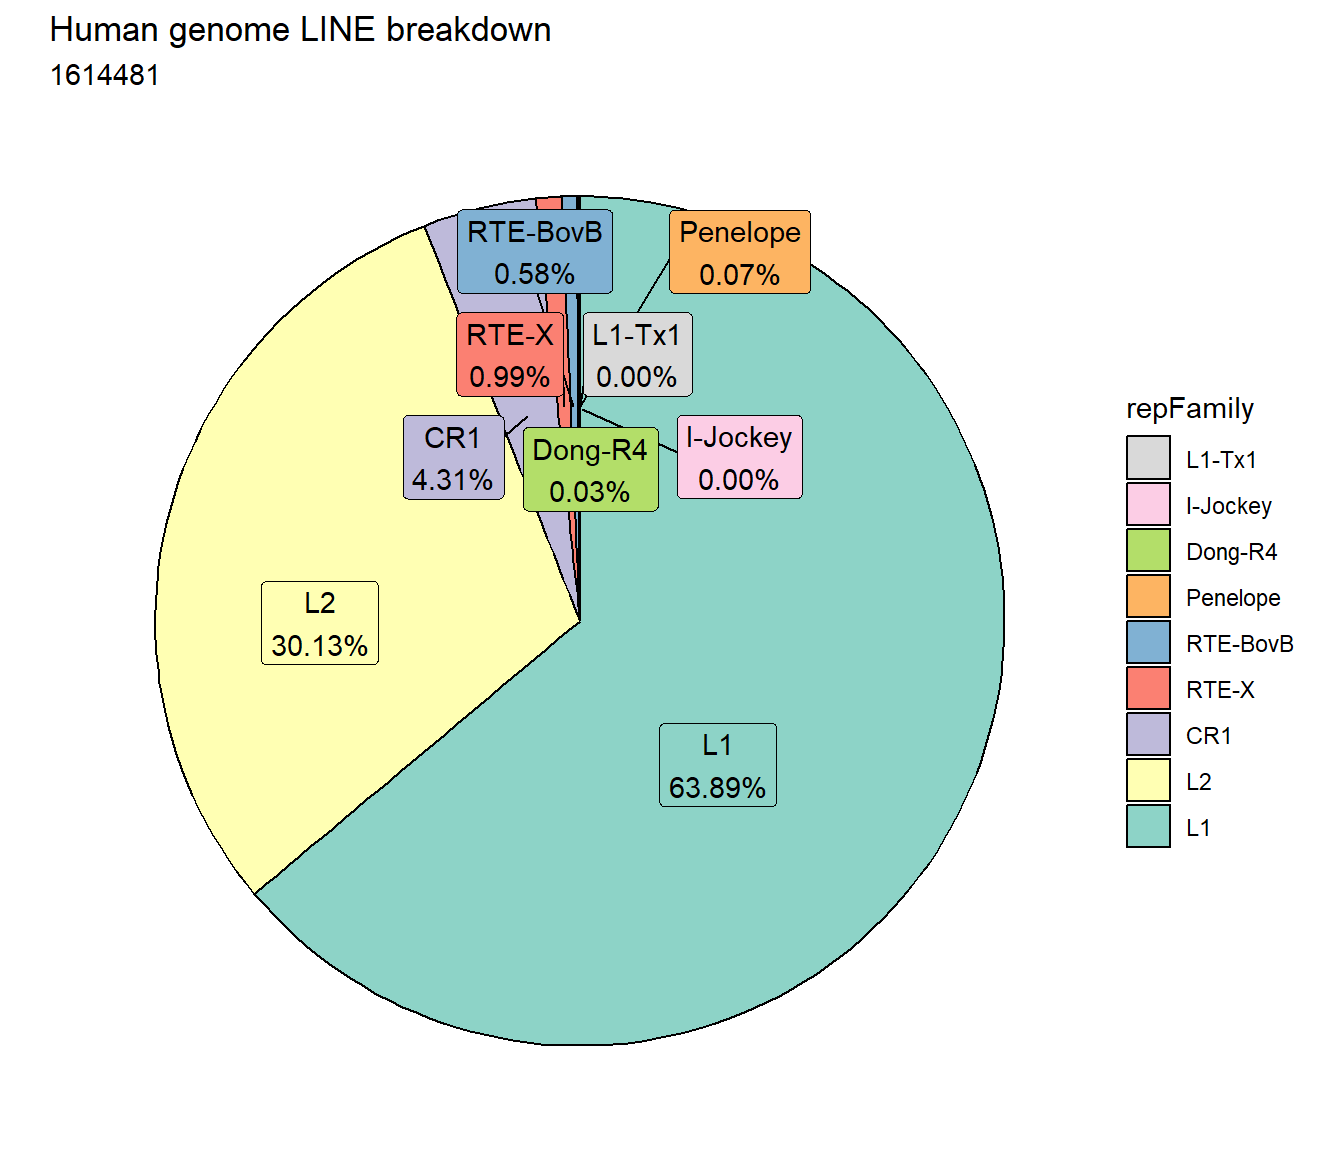 Human genome LINE breakdown
1614481
RTE-BovB
0.58%
Penelope
0.07%
RTE-X
0.99%
L1-Tx1
0.00%
CR1
4.31%
Dong-R4
0.03%
I-Jockey
0.00%
L2
30.13%
L1
63.89%
repFamily
L1-Tx1
I-Jockey
Dong-R4
Penelope
RTE-BovB
RTE-X
CR1
L2
L1